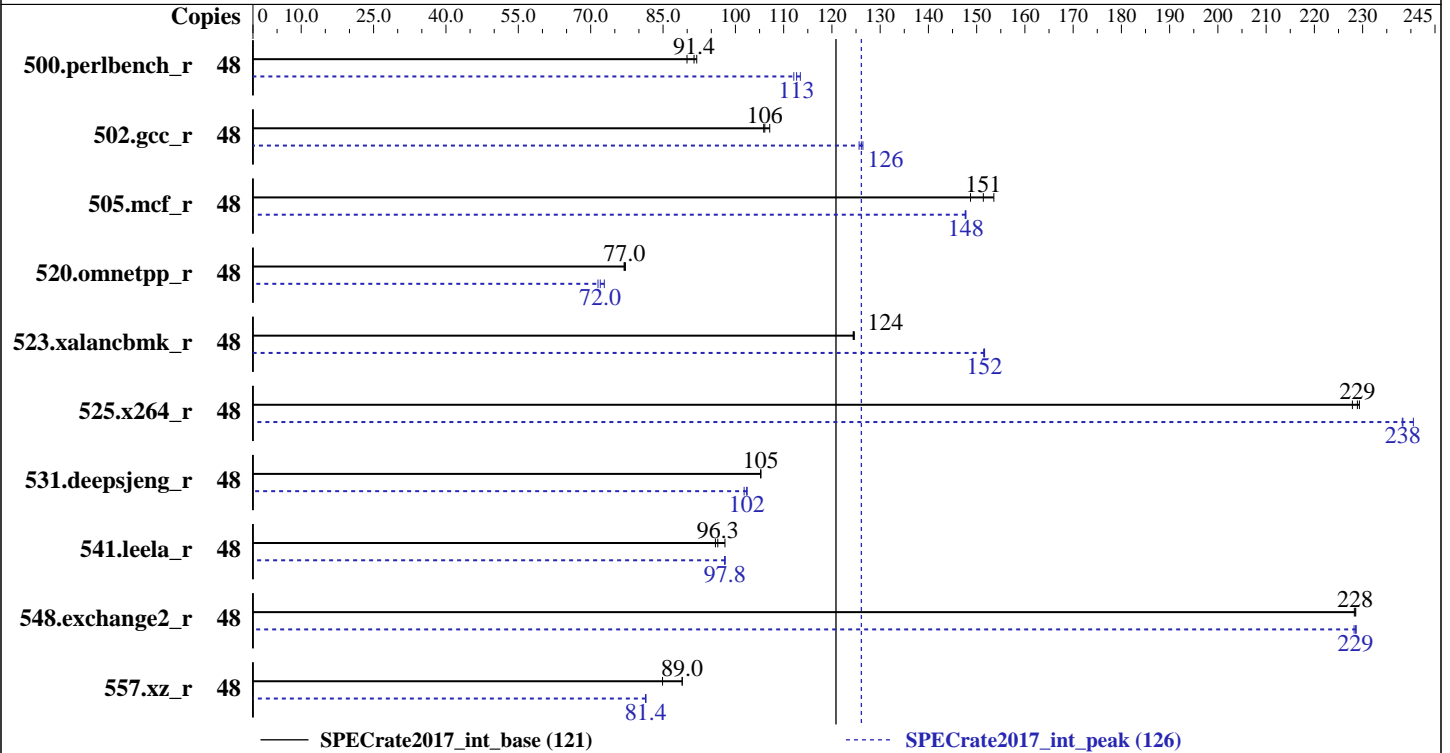 Copies 0 10.0 25.0 40.0 55.0 70.0 85.0 100 120 130 140 150 160 170 180 190 200 210 220 230 245
91.4
500.perlbench_r 48
113
106
502.gcc_r 48
126
151
505.mcf_r 48
148
77.0
520.omnetpp_r 48
72.0
124
523.xalancbmk_r 48
152
229
525.x264_r 48
238
105
531.deepsjeng_r 48
102
96.3
541.leela_r 48
97.8
228
548.exchange2_r 48
229
89.0
557.xz_r 48
81.4
SPECrate2017_int_base (121) SPECrate2017_int_peak (126)